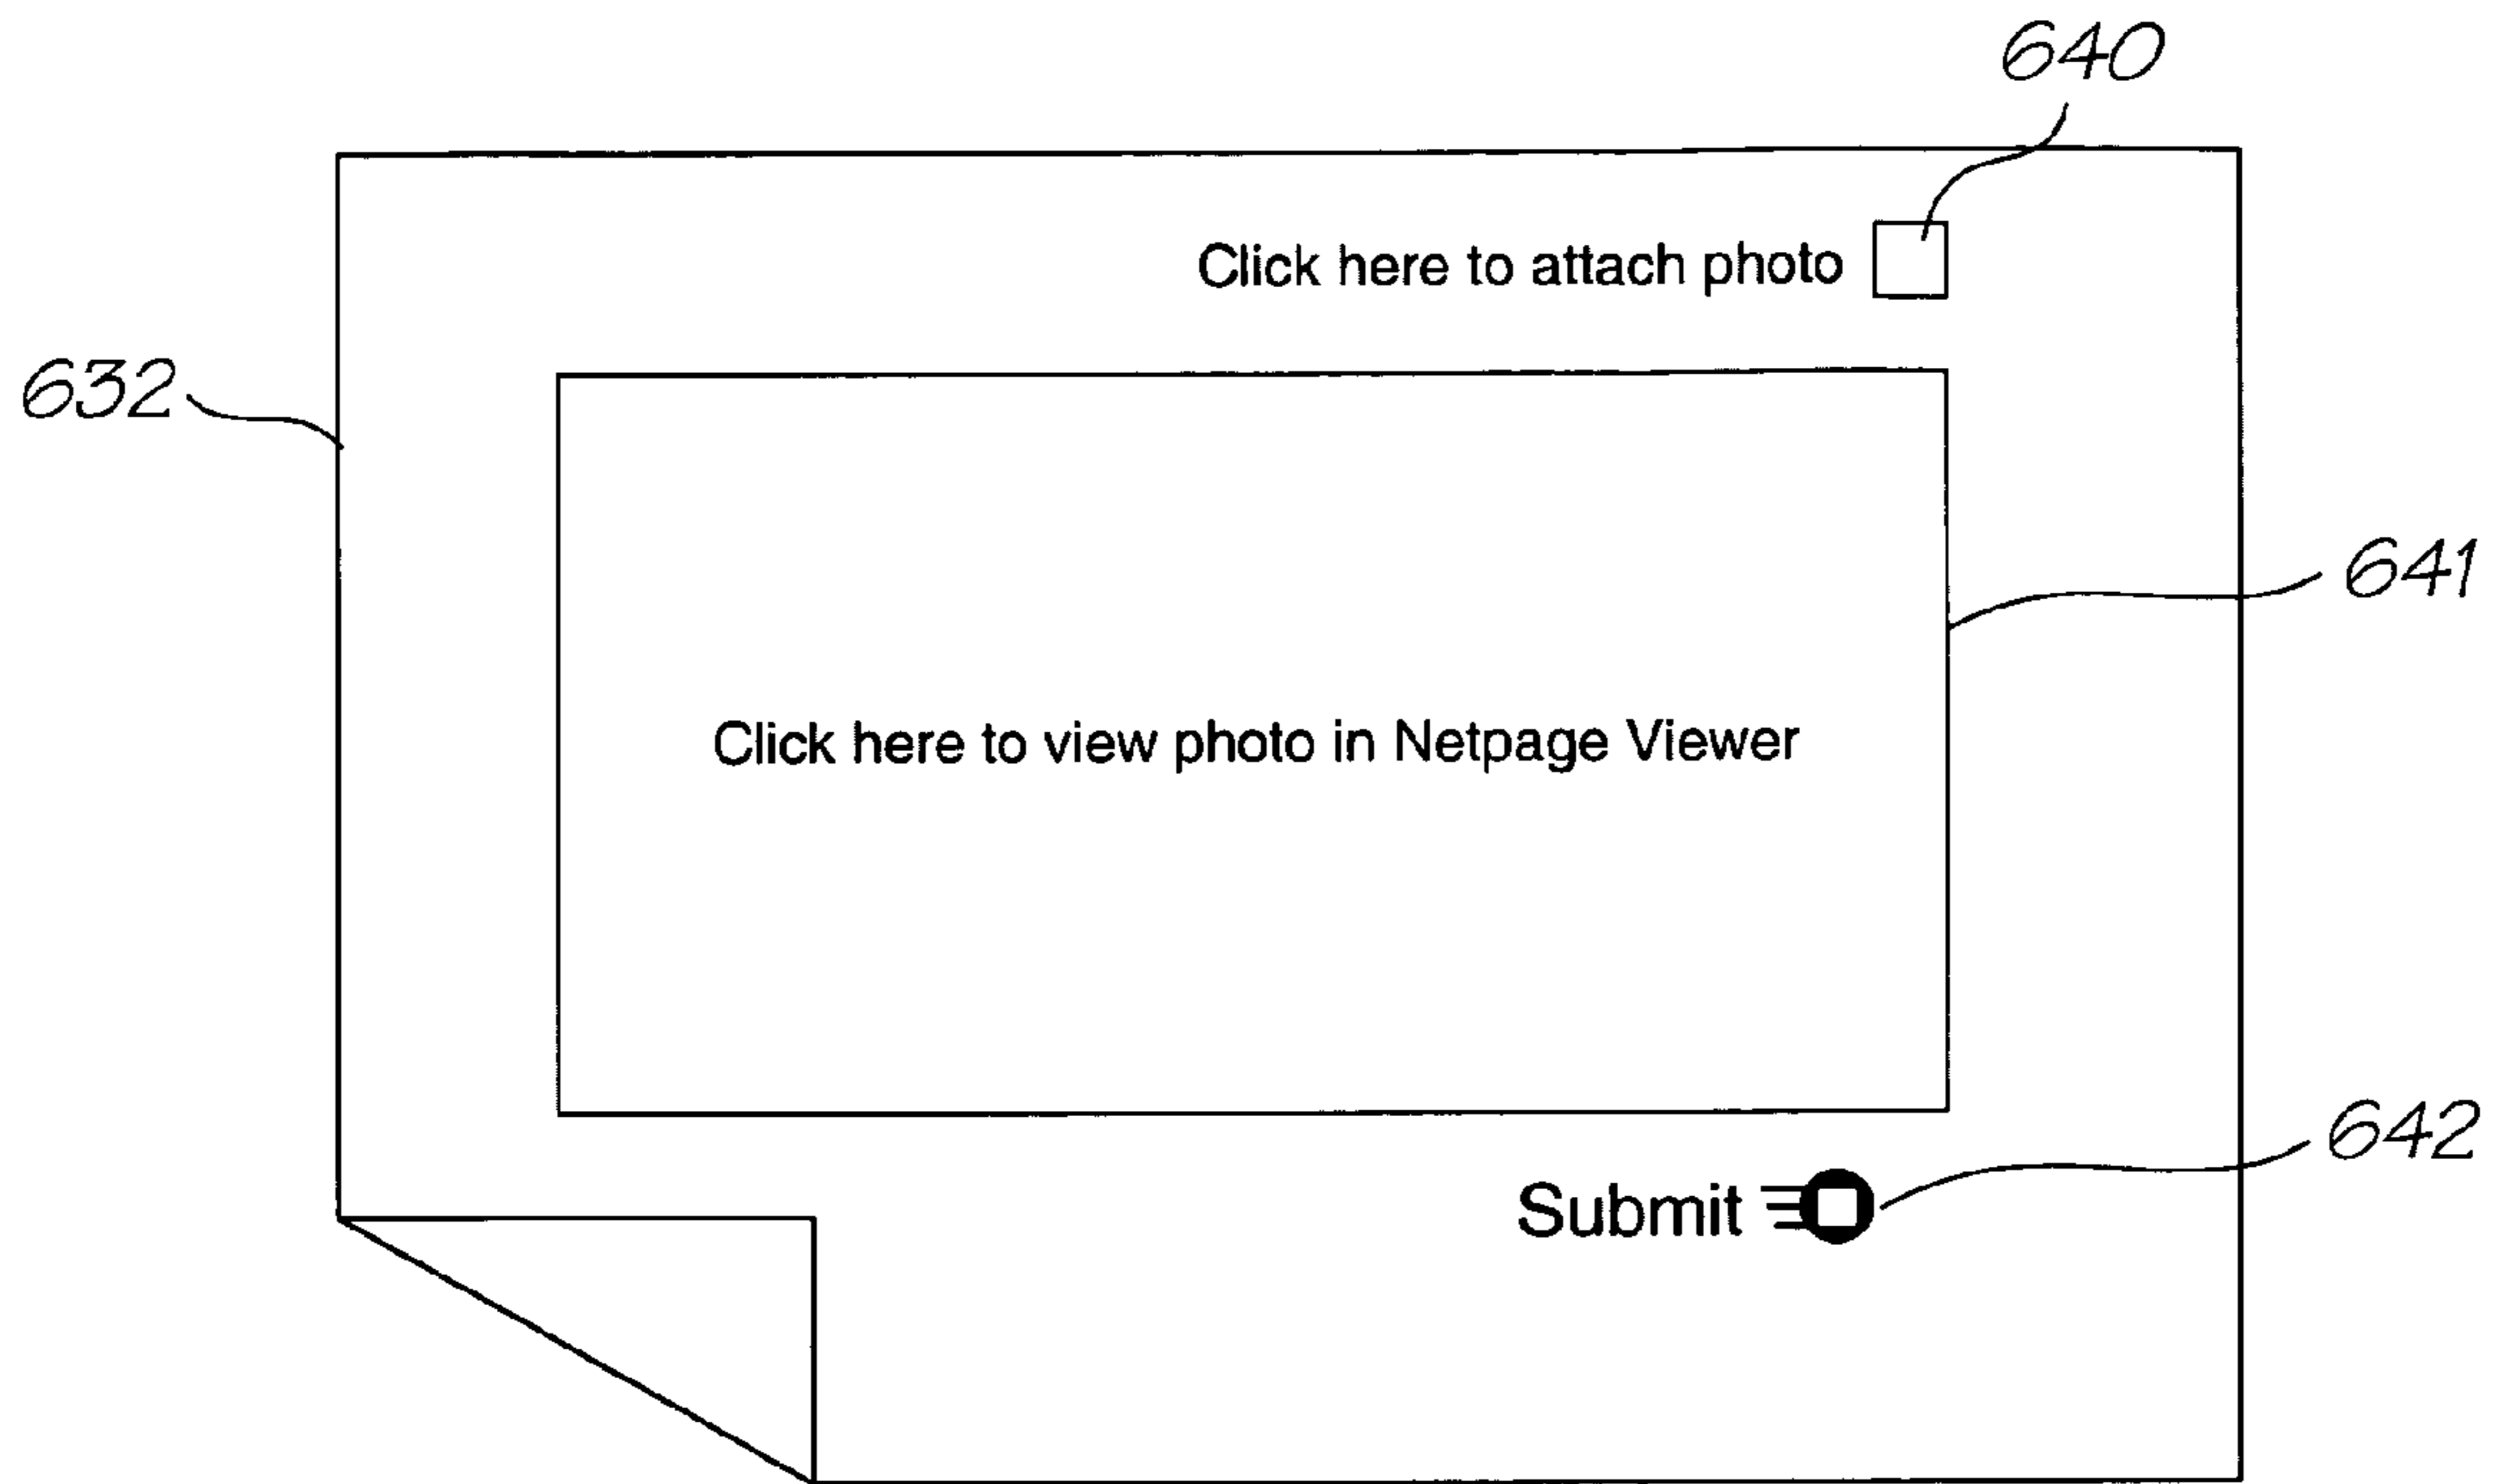 640
Click here to attach photo
632
641
Click here to view photo in Netpage Viewer
642
Submit